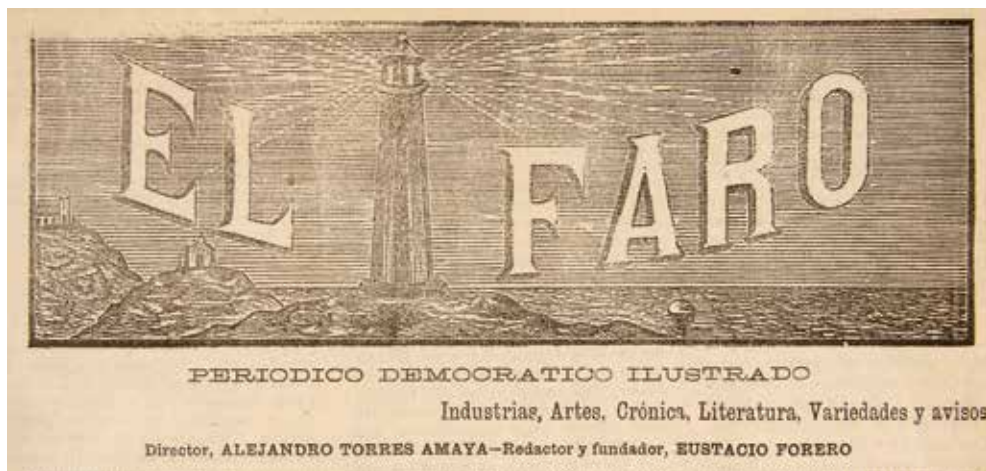 EL FARO
PERIODICO DEMOCRATICO ILUSTRADO
Industrias, Artes, Crónica, Literatura, Variedades y avisos
Director, ALEJANDRO TORRES AMAYA—Redactor y fundador, EUSTACIO FORERO